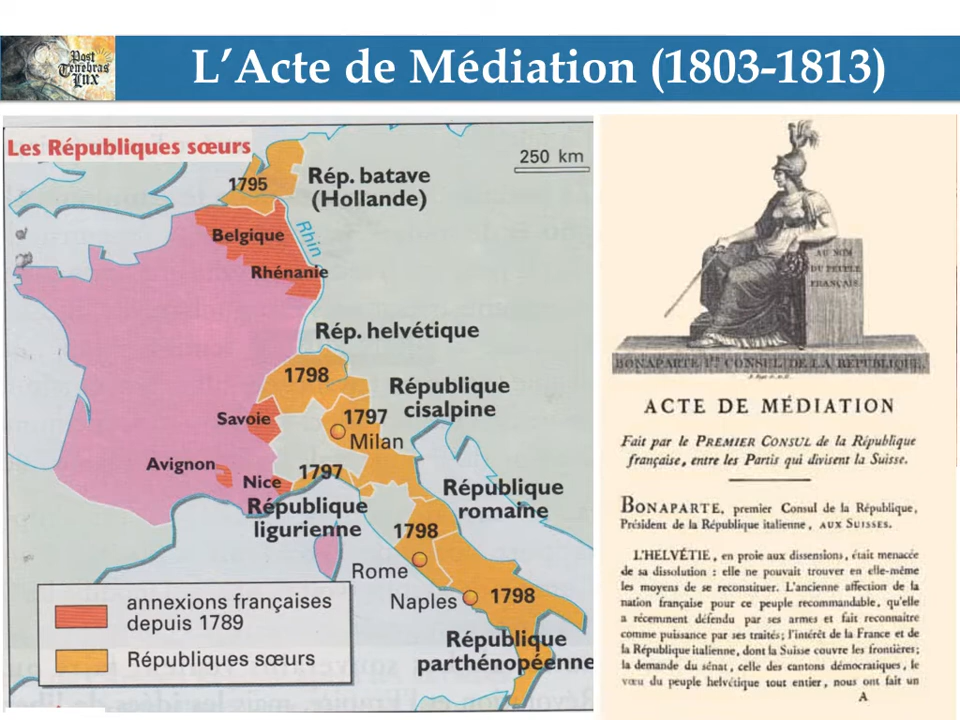 Post
Tenebras
Lux
L’Acte de Médiation (1803-1813)
Les Républiques sœurs
250 km
1795
Rép. batave
(Hollande)
Belgique
Rhin
Rhénanie
Rép. helvétique
1798
République
cisalpine
Savoie
1797
Milan
Avignon
Nice
1797
République
ligurienne
République
romaine
1798
Rome
Naples
1798
République
parthénopéenne
annexions françaises
depuis 1789
Républiques sœurs
AU NOM
DU PEUPLE
FRANÇAIS
BONAPARTE Ier CONSUL DE LA RÉPUBLIQUE.
ACTE DE MÉDIATION
Fait par le PREMIER CONSUL de la République
française, entre les Partis qui divisent la Suisse.
BONAPARTE, premier Consul de la République,
Président de la République italienne, AUX SUISSES.
L'HELVÉTIE, en proie aux dissensions, était menacée
de sa dissolution : elle ne pouvait trouver en elle-même
les moyens de se reconstituer. L'ancienne affection de la
nation française pour ce peuple recommandable, qu'elle
a récemment défendu par ses armes et fait reconnaître
comme puissance par ses traités; l'intérêt de la France et de
la République italienne, dont la Suisse couvre les frontières;
la demande du sénat, celle des cantons démocratiques, le
vœu du peuple helvétique tout entier, nous ont fait un
A